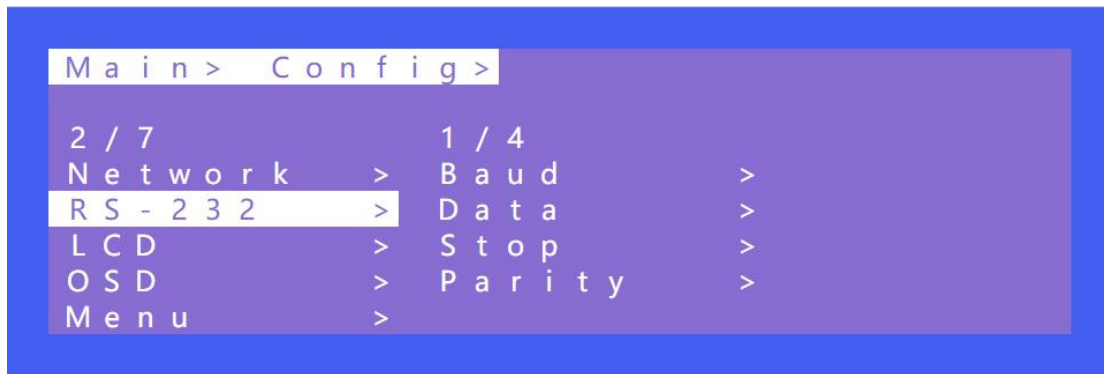 Main> Config>
2/7 1/4
Network > Baud >
RS-232 > Data >
LCD > Stop >
OSD > Parity >
Menu >